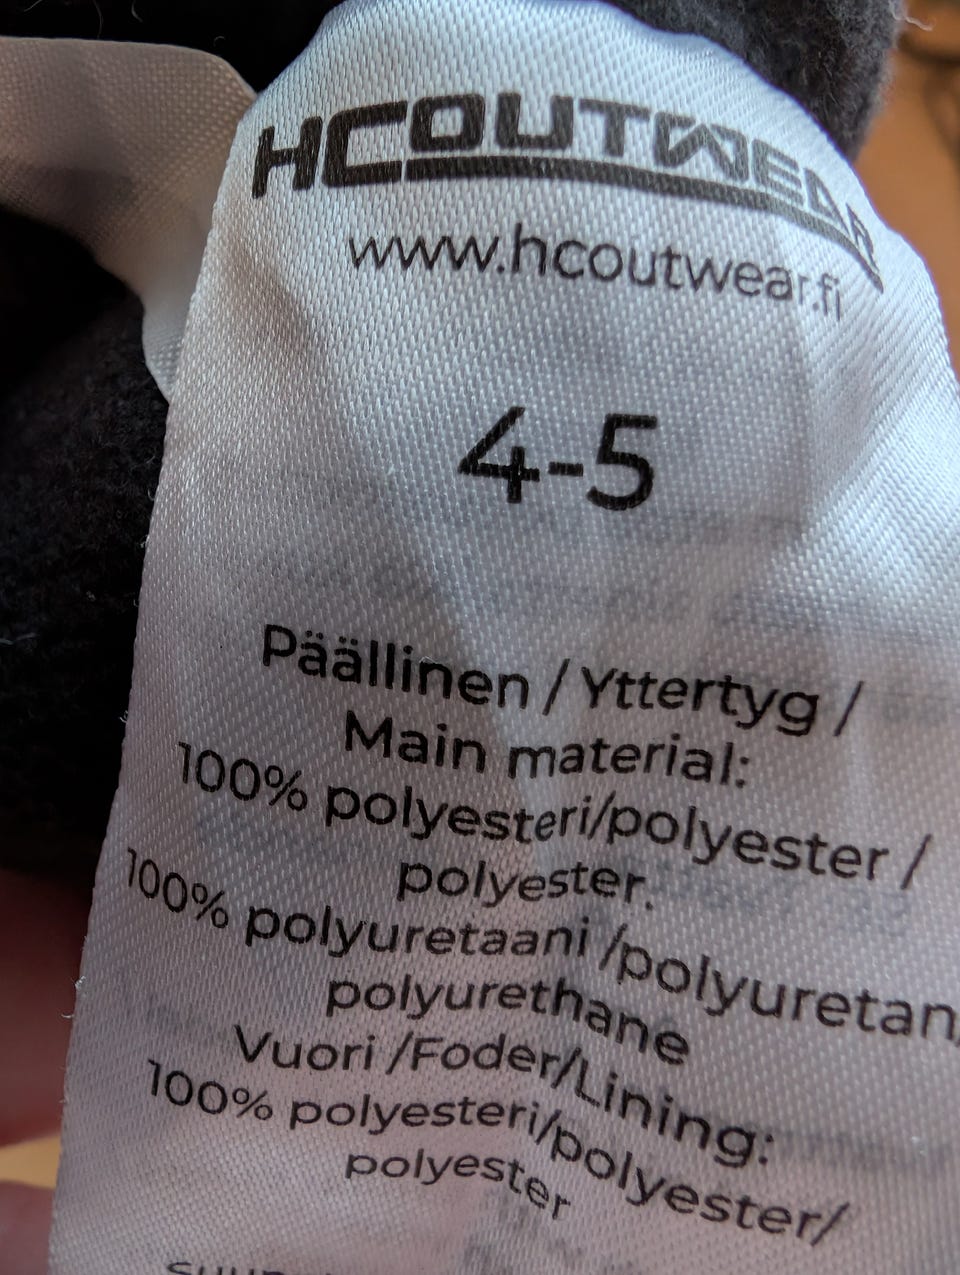 HCOUTWEAR
www.hcoutwear.fi
4-5
Päällinen / Yttertyg /
Main material:
100% polyesteri/polyester /
polyester.
100% polyuretaani /polyuretan/
polyurethane
Vuori /Foder/Lining:
100% polyesteri/polyester/
polyester